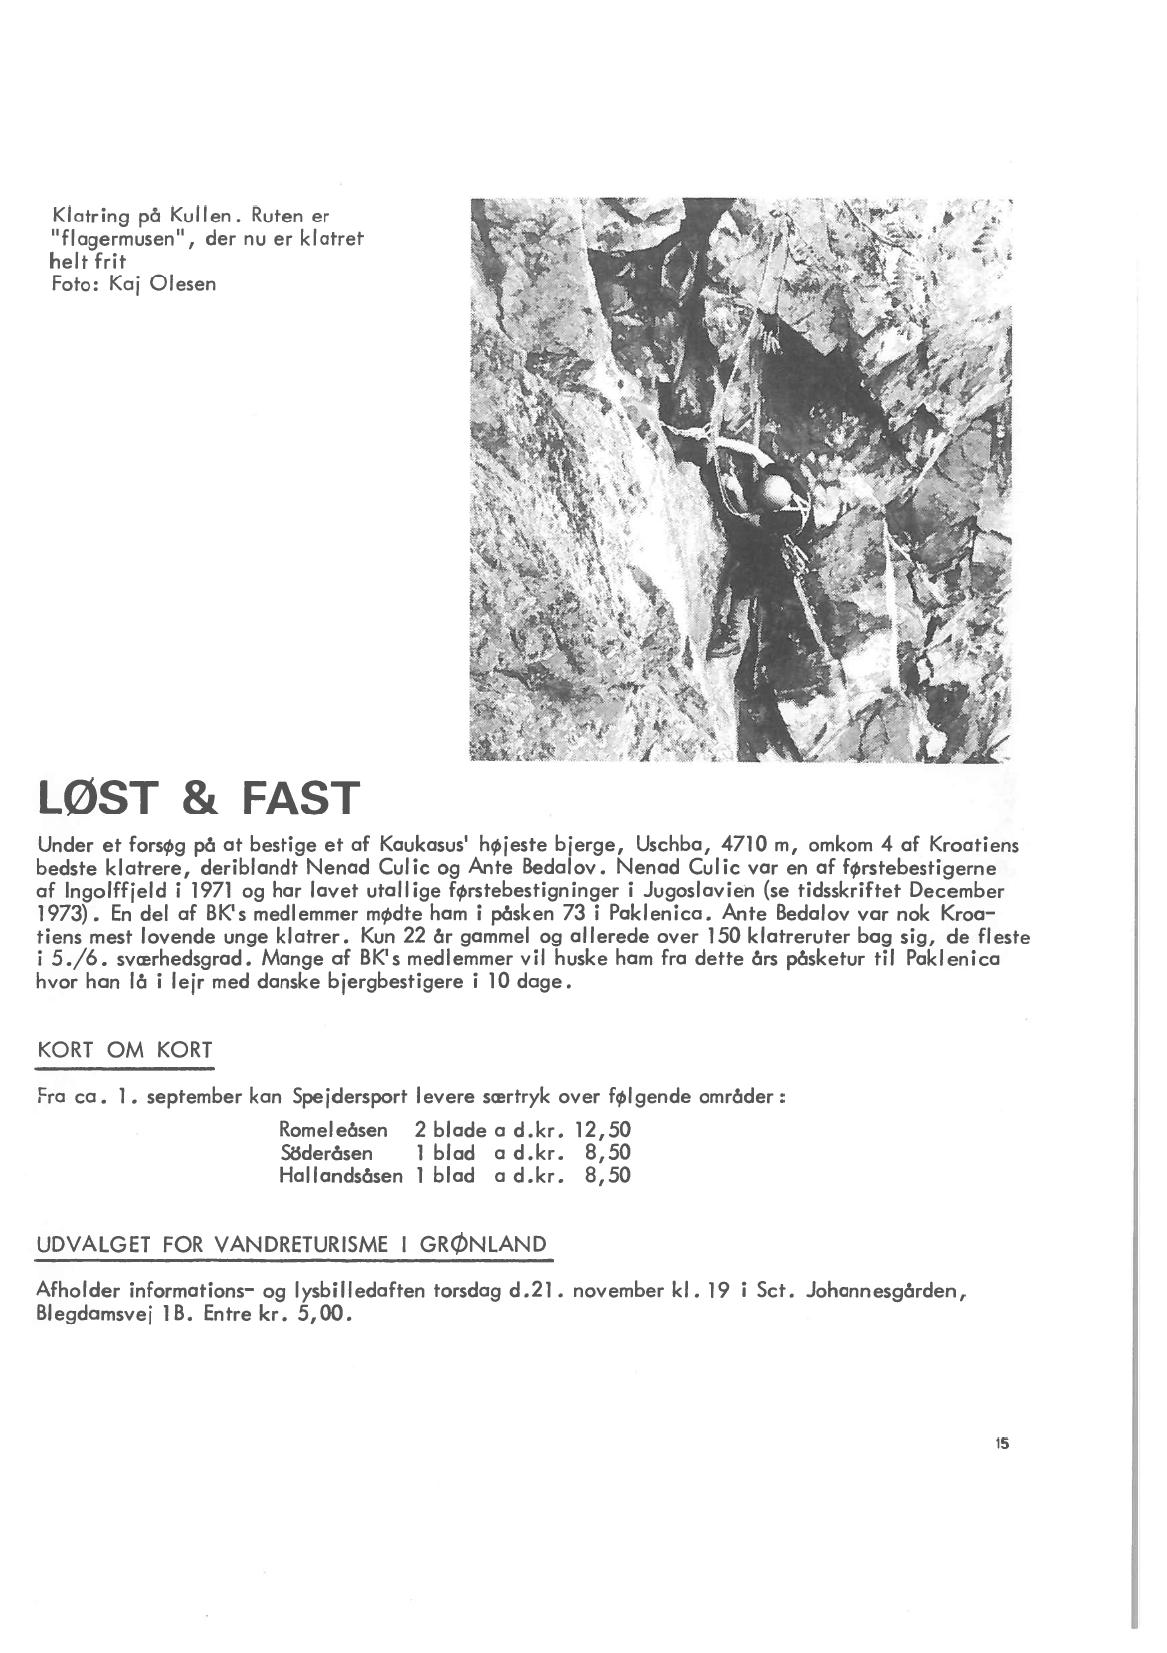 Klatring på Kullen. Ruten er
"flagermusen", der nu er klatret
helt frit
Foto: Kaj Olesen
LØST & FAST
Under et forsøg på at bestige et af Kaukasus' højeste bjerge, Uschba, 4710 m, omkom 4 af Kroatiens
bedste klatrere, deriblandt Nenad Culic og Ante Bedalov. Nenad Culic var en af førstebestigerne
af Ingolffjeld i 1971 og har lavet utallige førstebestigninger i Jugoslavien (se tidsskriftet December
1973). En del af BK's medlemmer mødte ham i påsken 73 i Paklenica. Ante Bedalov var nok Kroa-
tiens mest lovende unge klatrer. Kun 22 år gammel og allerede over 150 klatreruter bag sig, de fleste
i 5./6. sværhedsgrad. Mange af BK's medlemmer vil huske ham fra dette års påsketur til Paklenica
hvor han lå i lejr med danske bjergbestigere i 10 dage.
KORT OM KORT
Fra ca. 1. september kan Spejdersport levere særtryk over følgende områder:
Romeleåsen 2 blade a d.kr. 12,50
Söderåsen 1 blad a d.kr. 8,50
Hallandsåsen 1 blad a d.kr. 8,50
UDVALGET FOR VANDRETURISME I GRØNLAND
Afholder informations- og lysbilledaften torsdag d.21. november kl. 19 i Sct. Johannesgården,
Blegdamsvej 1B. Entre kr. 5,00.
15